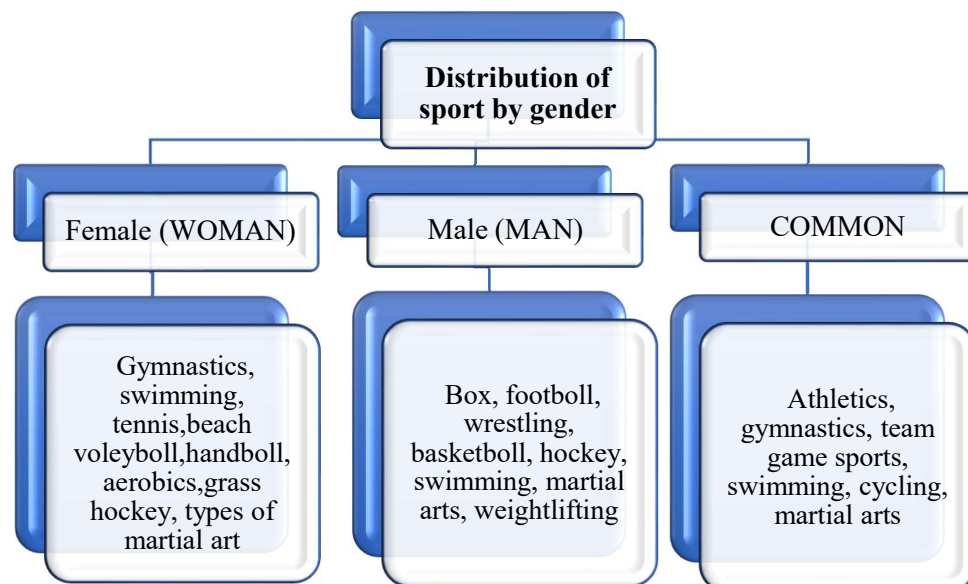 Distribution of
sport by gender
Female (WOMAN)
Male (MAN)
COMMON
Gymnastics,
swimming,
tennis,beach
voleyboll,handboll,
aerobics,grass
hockey, types of
martial art
Box, footboll,
wrestling,
basketboll, hockey,
swimming, martial
arts, weightlifting
Athletics,
gymnastics, team
game sports,
swimming, cycling,
martial arts